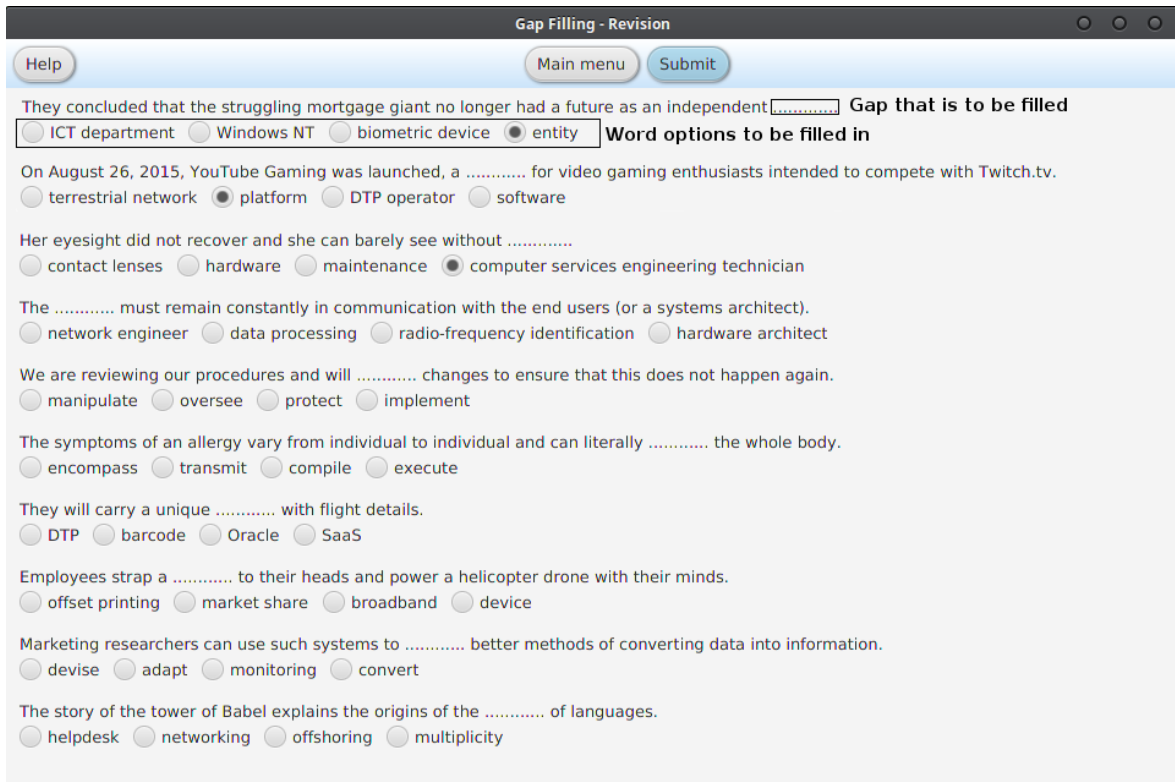 Gap Filling - Revision
Help Main menu Submit
They concluded that the struggling mortgage giant no longer had a future as an independent ............. Gap that is to be filled
ICT department Windows NT biometric device entity Word options to be filled in
On August 26, 2015, YouTube Gaming was launched, a ............ for video gaming enthusiasts intended to compete with Twitch.tv.
terrestrial network platform DTP operator software
Her eyesight did not recover and she can barely see without .............
contact lenses hardware maintenance computer services engineering technician
The ............ must remain constantly in communication with the end users (or a systems architect).
network engineer data processing radio-frequency identification hardware architect
We are reviewing our procedures and will ............ changes to ensure that this does not happen again.
manipulate oversee protect implement
The symptoms of an allergy vary from individual to individual and can literally ............ the whole body.
encompass transmit compile execute
They will carry a unique ............ with flight details.
DTP barcode Oracle SaaS
Employees strap a ............ to their heads and power a helicopter drone with their minds.
offset printing market share broadband device
Marketing researchers can use such systems to ............ better methods of converting data into information.
devise adapt monitoring convert
The story of the tower of Babel explains the origins of the ............ of languages.
helpdesk networking offshoring multiplicity